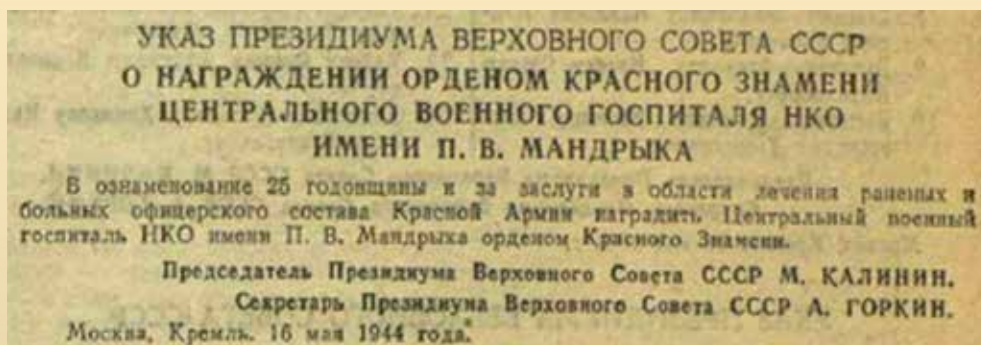 УКАЗ ПРЕЗИДИУМА ВЕРХОВНОГО СОВЕТА СССР
О НАГРАЖДЕНИИ ОРДЕНОМ КРАСНОГО ЗНАМЕНИ
ЦЕНТРАЛЬНОГО ВОЕННОГО ГОСПИТАЛЯ НКО
ИМЕНИ П. В. МАНДРЫКА
В ознаменование 25 годовщины и за заслуги в области лечения раненых и
больных офицерского состава Красной Армии наградить Центральный военный
госпиталь НКО имени П. В. Мандрыка орденом Красного Знамени.
Председатель Президиума Верховного Совета СССР М. КАЛИНИН.
Секретарь Президиума Верховного Совета СССР А. ГОРКИН.
Москва, Кремль. 16 мая 1944 года.